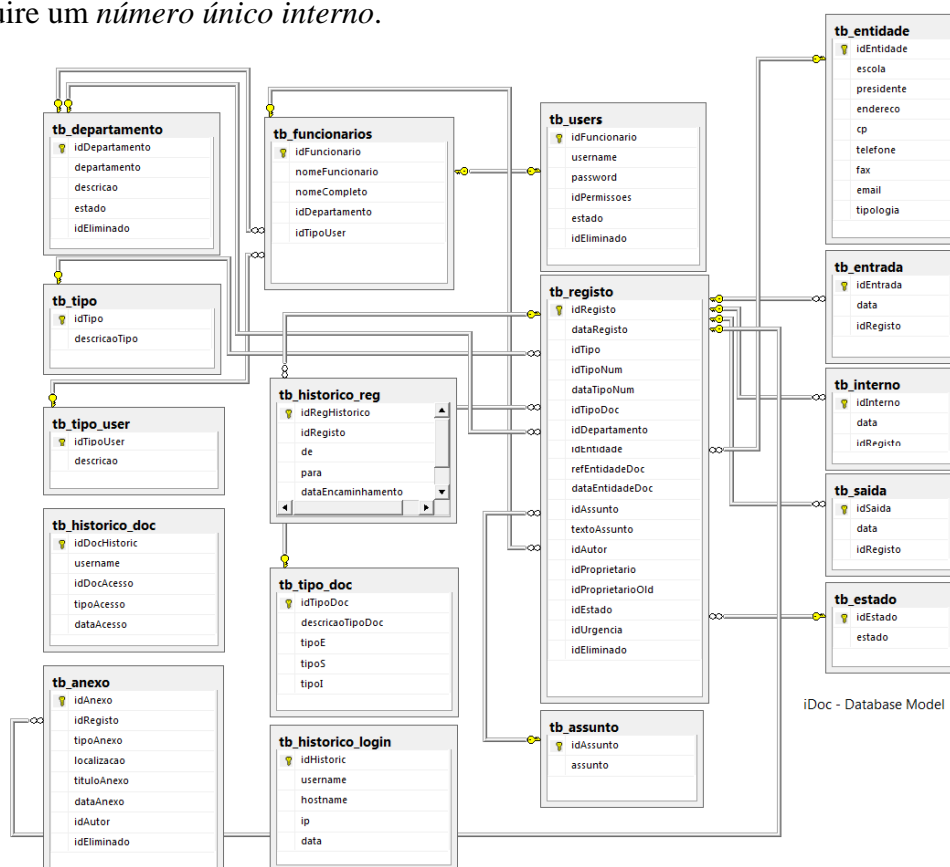 uire um número único interno.
tb_departamento
idDepartamento
departamento
descricao
estado
idEliminado
tb_tipo
idTipo
descricaoTipo
tb_tipo_user
idTipoUser
descricao
tb_historico_doc
idDocHistoric
username
idDocAcesso
tipoAcesso
dataAcesso
tb_anexo
idAnexo
idRegisto
tipoAnexo
localizacao
tituloAnexo
dataAnexo
idAutor
idEliminado
tb_funcionarios
idFuncionario
nomeFuncionario
nomeCompleto
idDepartamento
idTipoUser
tb_historico_reg
idRegHistorico
idRegisto
de
para
dataEncaminhamento
tb_tipo_doc
idTipoDoc
descricaoTipoDoc
tipoE
tipoS
tipoI
tb_historico_login
idHistoric
username
hostname
ip
data
tb_users
idFuncionario
username
password
idPermissoes
estado
idEliminado
tb_registo
idRegisto
dataRegisto
idTipo
idTipoNum
dataTipoNum
idTipoDoc
idDepartamento
idEntidade
refEntidadeDoc
dataEntidadeDoc
idAssunto
textoAssunto
idAutor
idProprietario
idProprietarioOld
idEstado
idUrgencia
idEliminado
tb_assunto
idAssunto
assunto
tb_entidade
idEntidade
escola
presidente
endereco
cp
telefone
fax
email
tipologia
tb_entrada
idEntrada
data
idRegisto
tb_interno
idInterno
data
idRegisto
tb_saida
idSaida
data
idRegisto
tb_estado
idEstado
estado
iDoc - Database Model